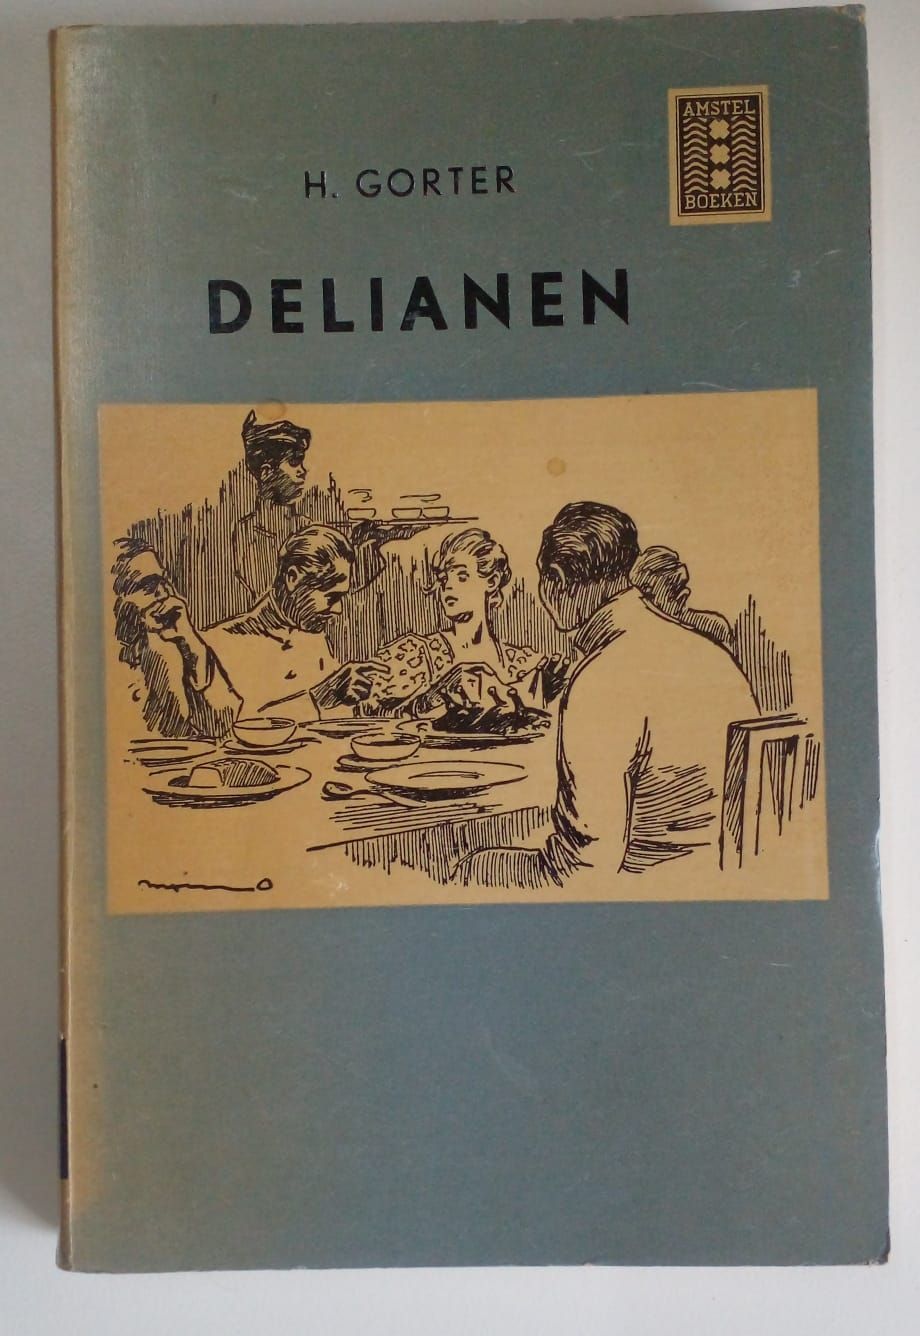 AMSTEL
BOEKEN
H. GORTER
DELIANEN